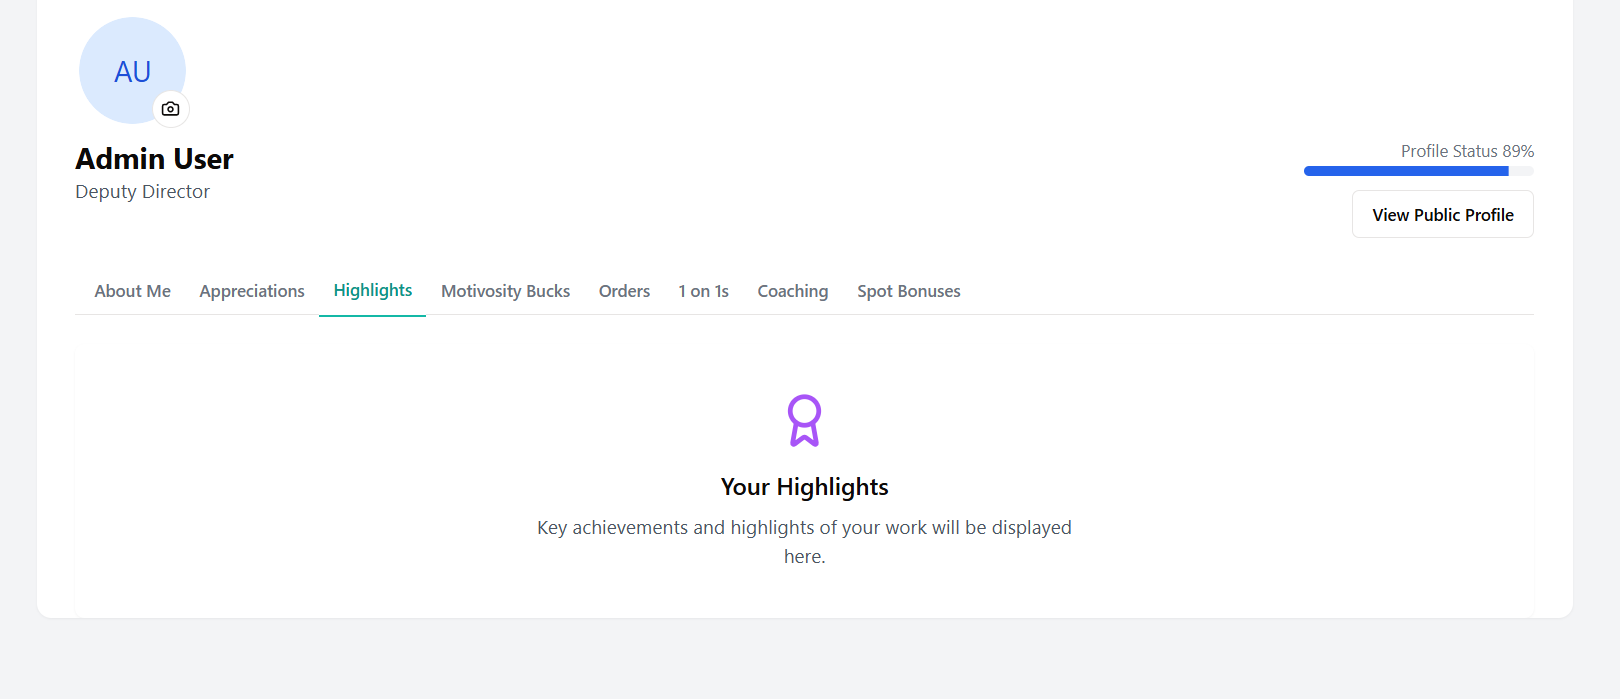 AU
Admin User
Deputy Director
Profile Status 89%
View Public Profile
About Me Appreciations Highlights Motivosity Bucks Orders 1 on 1s Coaching Spot Bonuses
Your Highlights
Key achievements and highlights of your work will be displayed
here.